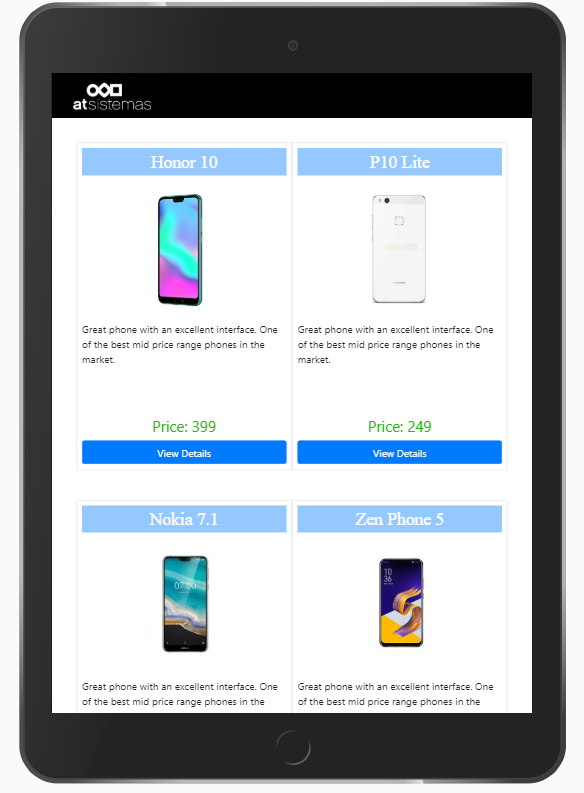 atsistemas
Honor 10
P10 Lite
Great phone with an excellent interface. One
of the best mid price range phones in the
market.
Great phone with an excellent interface. One
of the best mid price range phones in the
market.
Price: 399
Price: 249
View Details
View Details
Nokia 7.1
Zen Phone 5
07:00
10
36
Great phone with an excellent interface. One
of the best mid price range phones in the
Great phone with an excellent interface. One
of the best mid price range phones in the